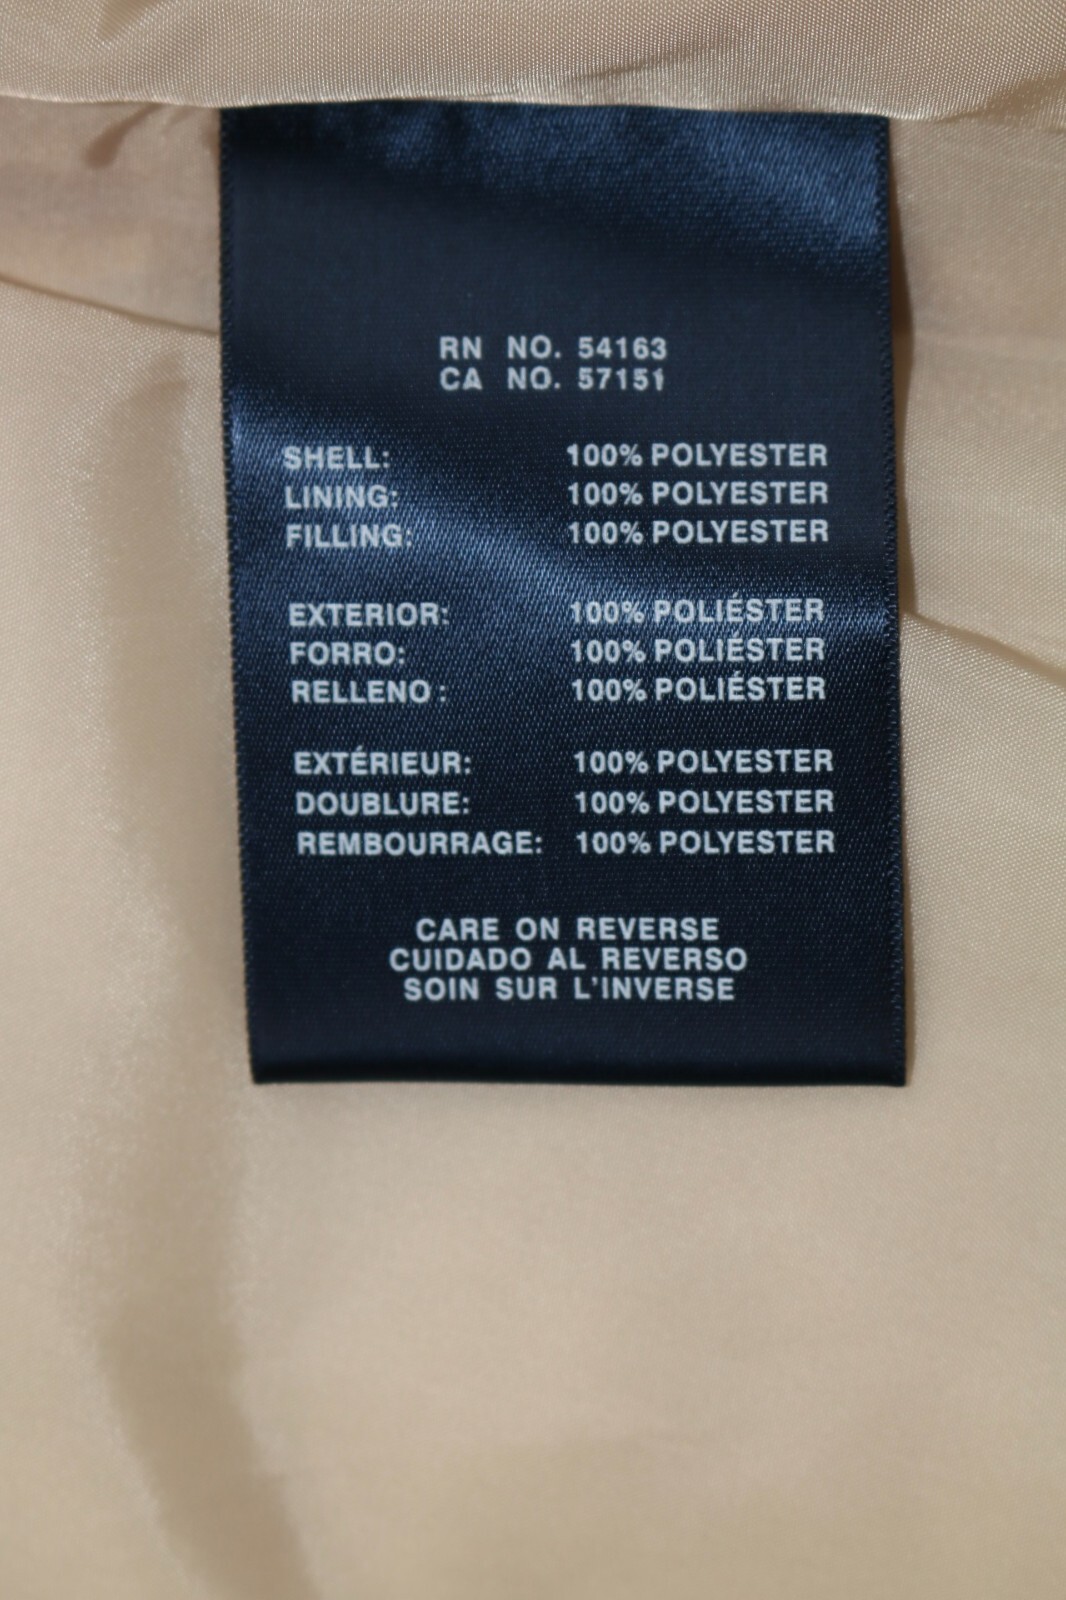 RN NO. 54163
CA NO. 57151
SHELL: 100% POLYESTER
LINING: 100% POLYESTER
FILLING: 100% POLYESTER
EXTERIOR: 100% POLIÉSTER
FORRO: 100% POLIÉSTER
RELLENO : 100% POLIÉSTER
EXTÉRIEUR: 100% POLYESTER
DOUBLURE: 100% POLYESTER
REMBOURRAGE: 100% POLYESTER
CARE ON REVERSE
CUIDADO AL REVERSO
SOIN SUR L'INVERSE